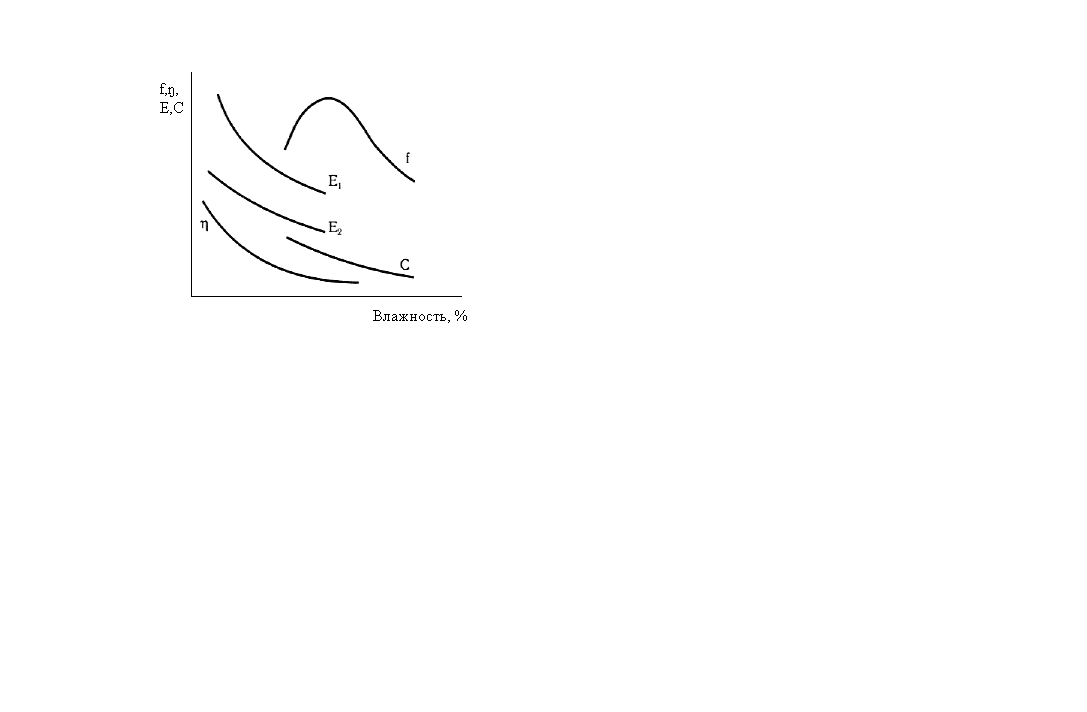 f,η,
E,C
f
E₁
E₂
η
C
Влажность, %